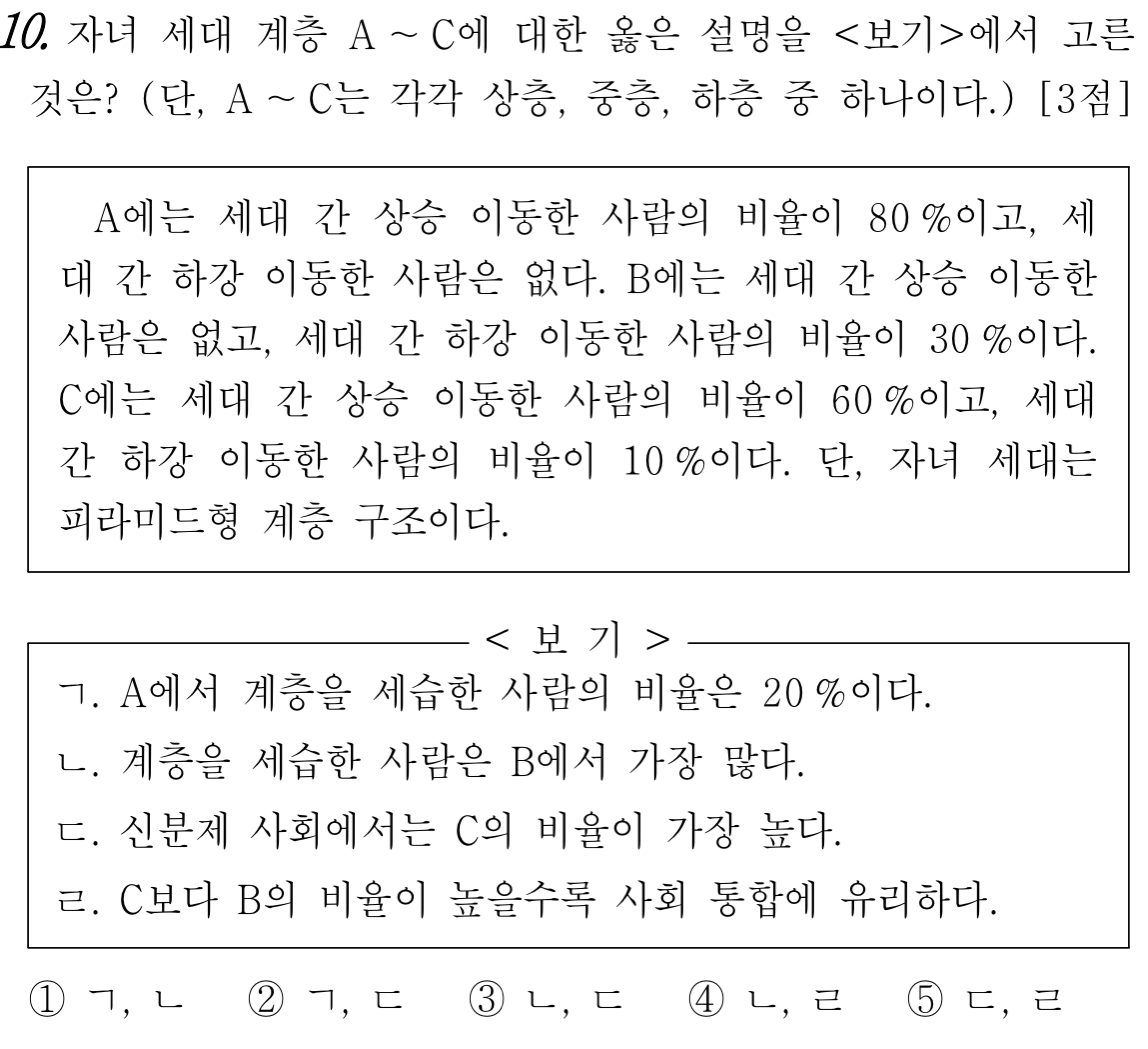 10. 자녀 세대 계층 A ~ C에 대한 옳은 설명을 <보기>에서 고른
것은? (단, A ~ C는 각각 상층, 중층, 하층 중 하나이다.) [3점]
A에는 세대 간 상승 이동한 사람의 비율이 80 %이고, 세
대 간 하강 이동한 사람은 없다. B에는 세대 간 상승 이동한
사람은 없고, 세대 간 하강 이동한 사람의 비율이 30 %이다.
C에는 세대 간 상승 이동한 사람의 비율이 60 %이고, 세대
간 하강 이동한 사람의 비율이 10 %이다. 단, 자녀 세대는
피라미드형 계층 구조이다.
< 보 기 >
ㄱ. A에서 계층을 세습한 사람의 비율은 20 %이다.
ㄴ. 계층을 세습한 사람은 B에서 가장 많다.
ㄷ. 신분제 사회에서는 C의 비율이 가장 높다.
ㄹ. C보다 B의 비율이 높을수록 사회 통합에 유리하다.
① ㄱ, ㄴ ② ㄱ, ㄷ ③ ㄴ, ㄷ ④ ㄴ, ㄹ ⑤ ㄷ, ㄹ